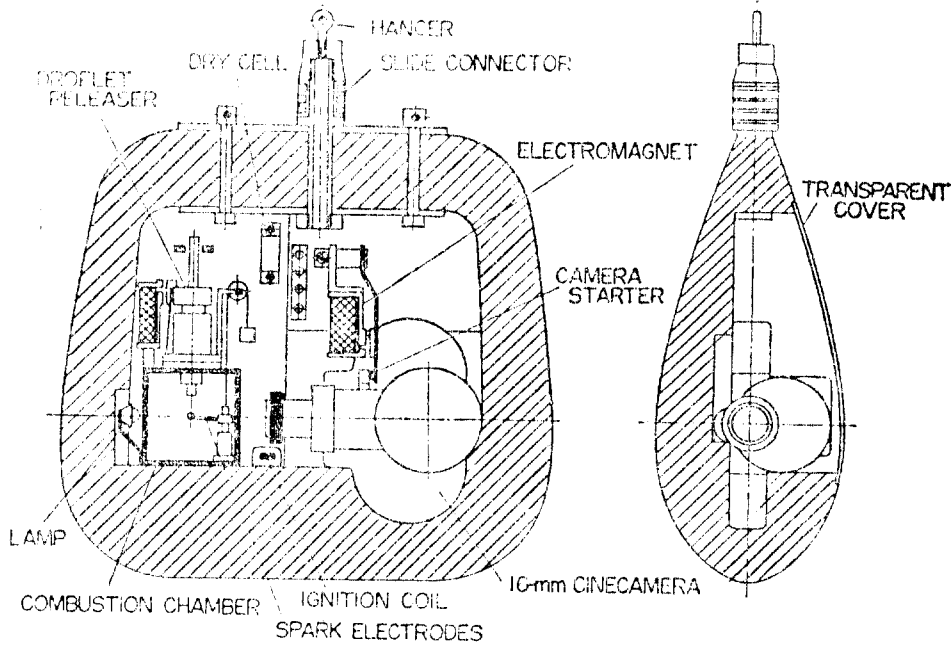 HANGER
SLIDE CONNECTOR
DRY CELL
DROPLET
RELEASER
ELECTROMAGNET
TRANSPARENT
COVER
CAMERA
STARTER
LAMP
COMBUSTION CHAMBER
IGNITION COIL
SPARK ELECTRODES
16-mm CINECAMERA